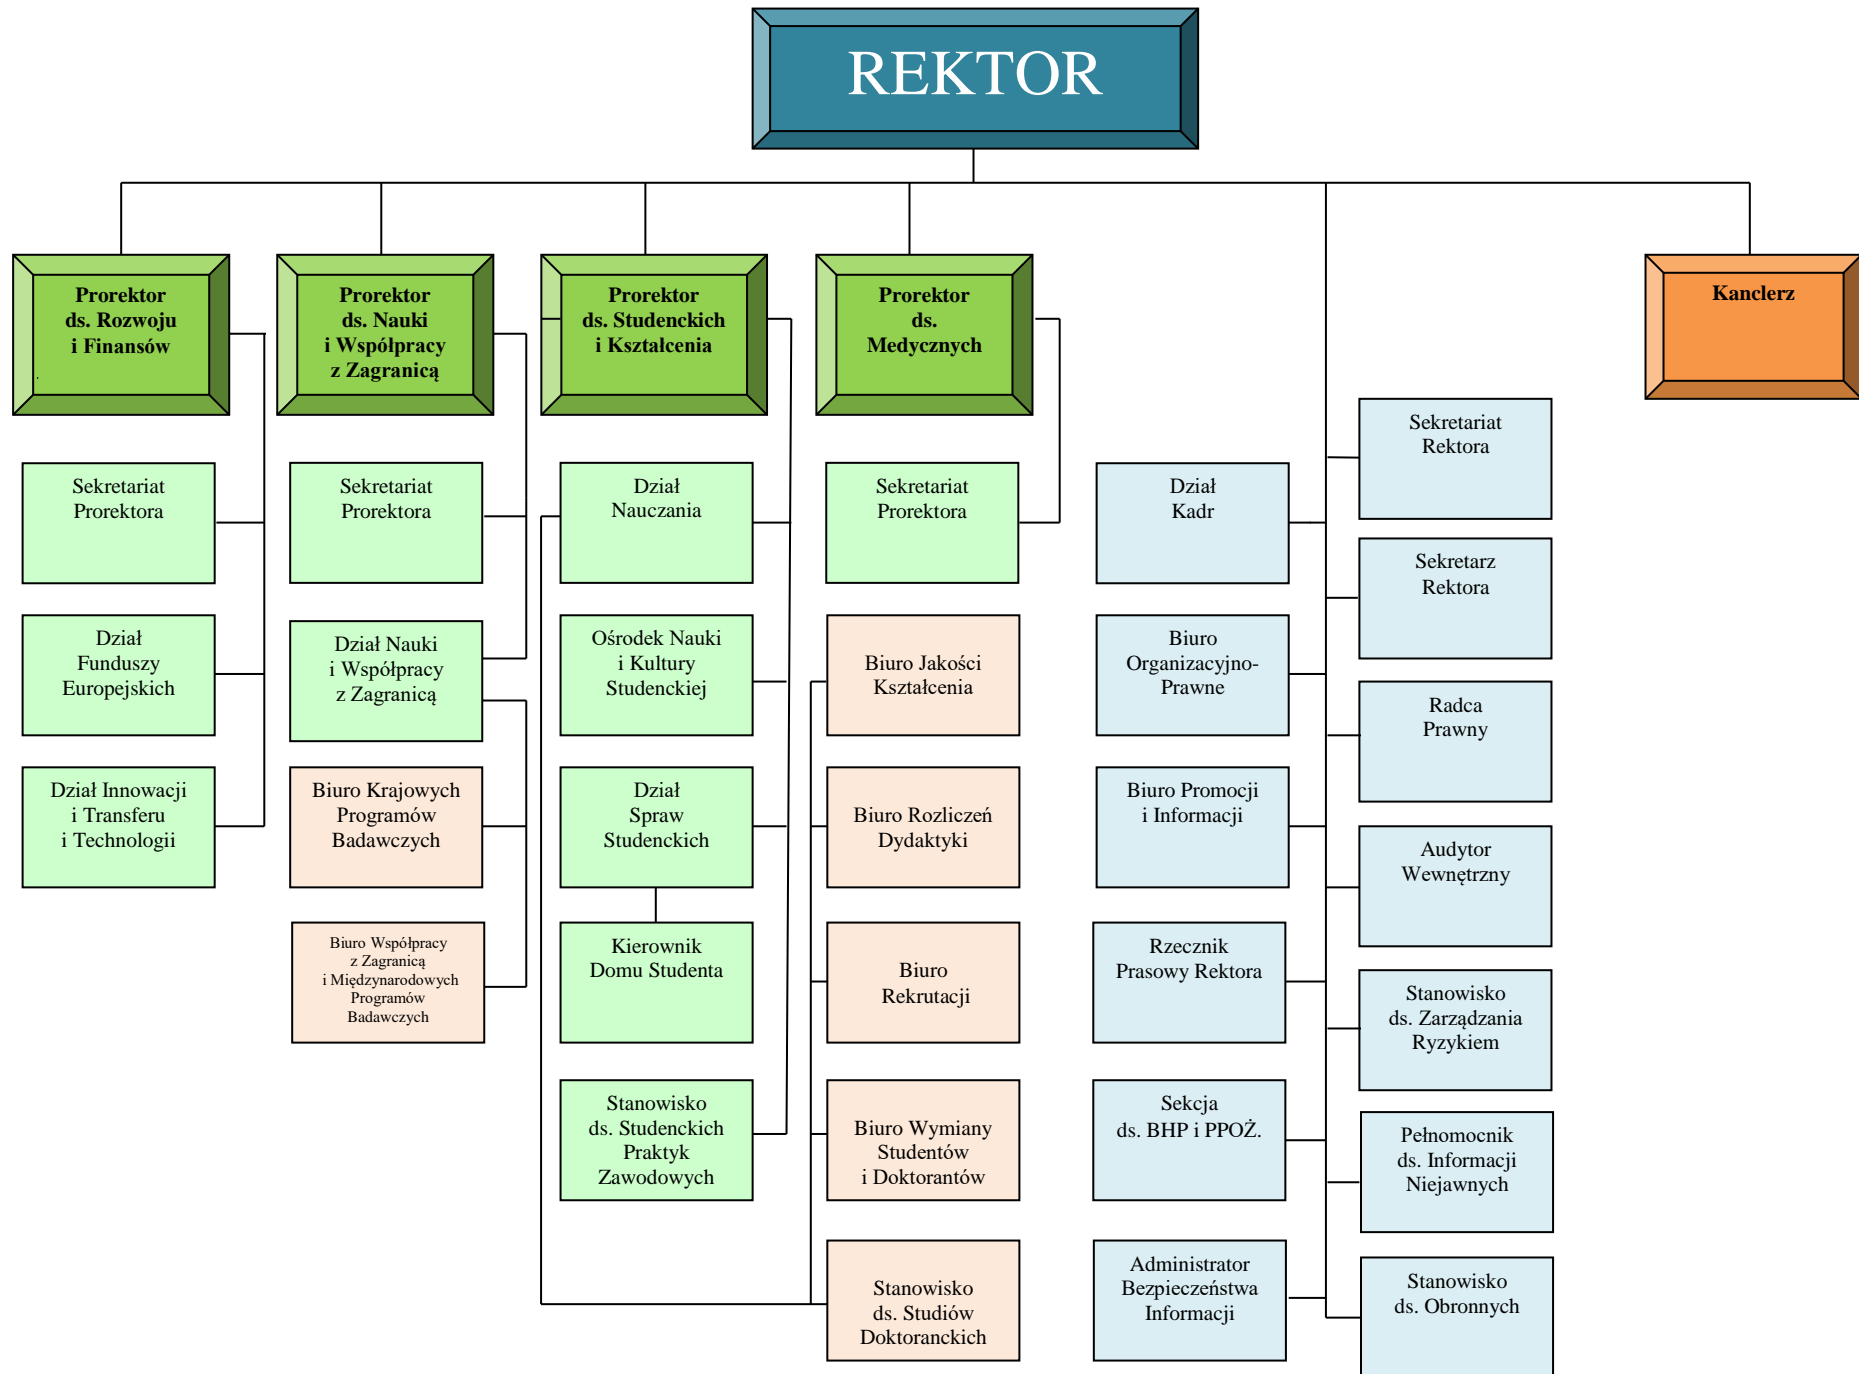 REKTOR
Prorektor
ds. Rozwoju
i Finansów
.
Prorektor
ds. Nauki
i Współpracy
z Zagranicą
Prorektor
ds. Studenckich
i Kształcenia
Prorektor
ds.
Medycznych
Kanclerz
Sekretariat
Prorektora
Dział
Funduszy
Europejskich
Dział Innowacji
i Transferu
i Technologii
Sekretariat
Prorektora
Dział Nauki
i Współpracy
z Zagranicą
Biuro Krajowych
Programów
Badawczych
Biuro Współpracy
z Zagranicą
i Międzynarodowych
Programów
Badawczych
Dział
Nauczania
Ośrodek Nauki
i Kultury
Studenckiej
Dział
Spraw
Studenckich
Kierownik
Domu Studenta
Stanowisko
ds. Studenckich
Praktyk
Zawodowych
Sekretariat
Prorektora
Biuro Jakości
Kształcenia
Biuro Rozliczeń
Dydaktyki
Biuro
Rekrutacji
Biuro Wymiany
Studentów
i Doktorantów
Stanowisko
ds. Studiów
Doktoranckich
Dział
Kadr
Biuro
Organizacyjno-
Prawne
Biuro Promocji
i Informacji
Rzecznik
Prasowy Rektora
Sekcja
ds. BHP i PPOŻ.
Administrator
Bezpieczeństwa
Informacji
Sekretariat
Rektora
Sekretarz
Rektora
Radca
Prawny
Audytor
Wewnętrzny
Stanowisko
ds. Zarządzania
Ryzykiem
Pełnomocnik
ds. Informacji
Niejawnych
Stanowisko
ds. Obronnych